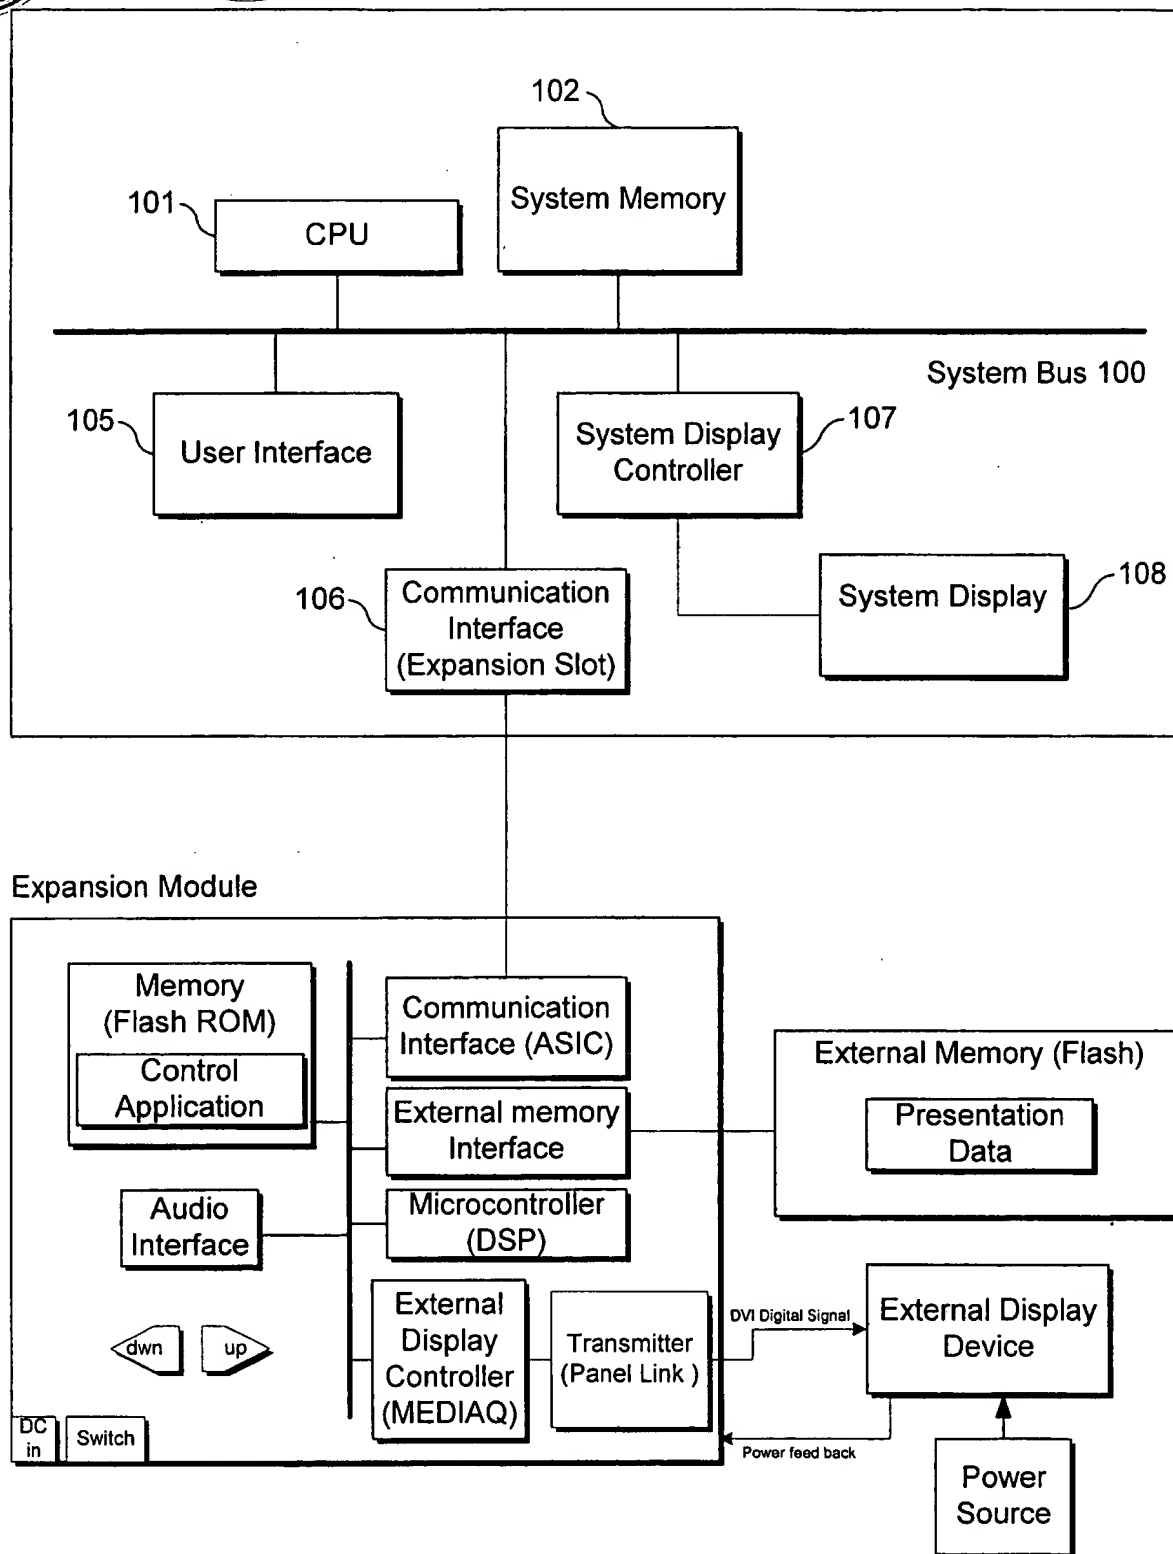 102
System Memory
101
CPU
System Bus 100
105
User Interface
System Display
Controller
107
106
Communication
Interface
(Expansion Slot)
System Display
108
Expansion Module
Memory
(Flash ROM)
Control
Application
Communication
Interface (ASIC)
External memory
Interface
External Memory (Flash)
Presentation
Data
Audio
Interface
Microcontroller
(DSP)
dwn
up
External
Display
Controller
(MEDIAQ)
Transmitter
(Panel Link )
DVI Digital Signal
External Display
Device
DC
in
Switch
Power feed back
Power
Source